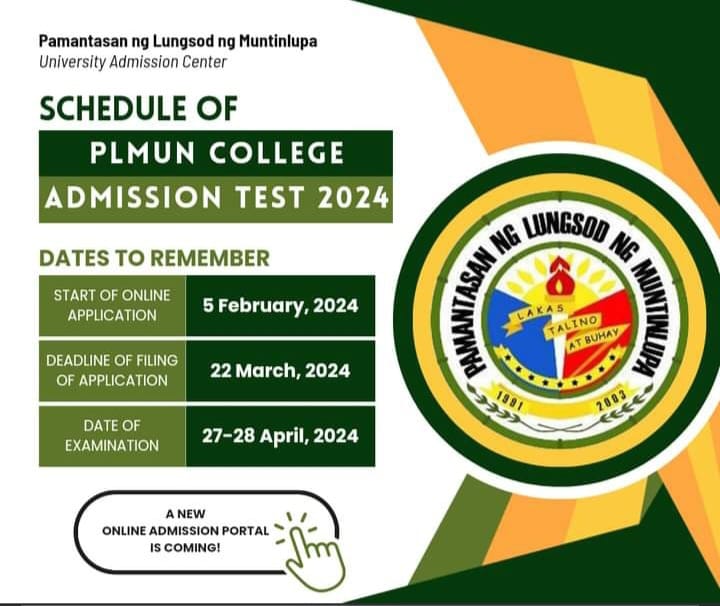 Pamantasan ng Lungsod ng Muntinlupa
University Admission Center
SCHEDULE OF
PLMUN COLLEGE
ADMISSION TEST 2024
DATES TO REMEMBER
START OF ONLINE
APPLICATION
5 February, 2024
DEADLINE OF FILING
OF APPLICATION
22 March, 2024
DATE OF
EXAMINATION
27-28 April, 2024
A NEW
ONLINE ADMISSION PORTAL
IS COMING!
PAMANTASAN NG LUNGSOD NG MUNTINLUPA
LAKAS
TALINO
AT BUHAY
1991
2003